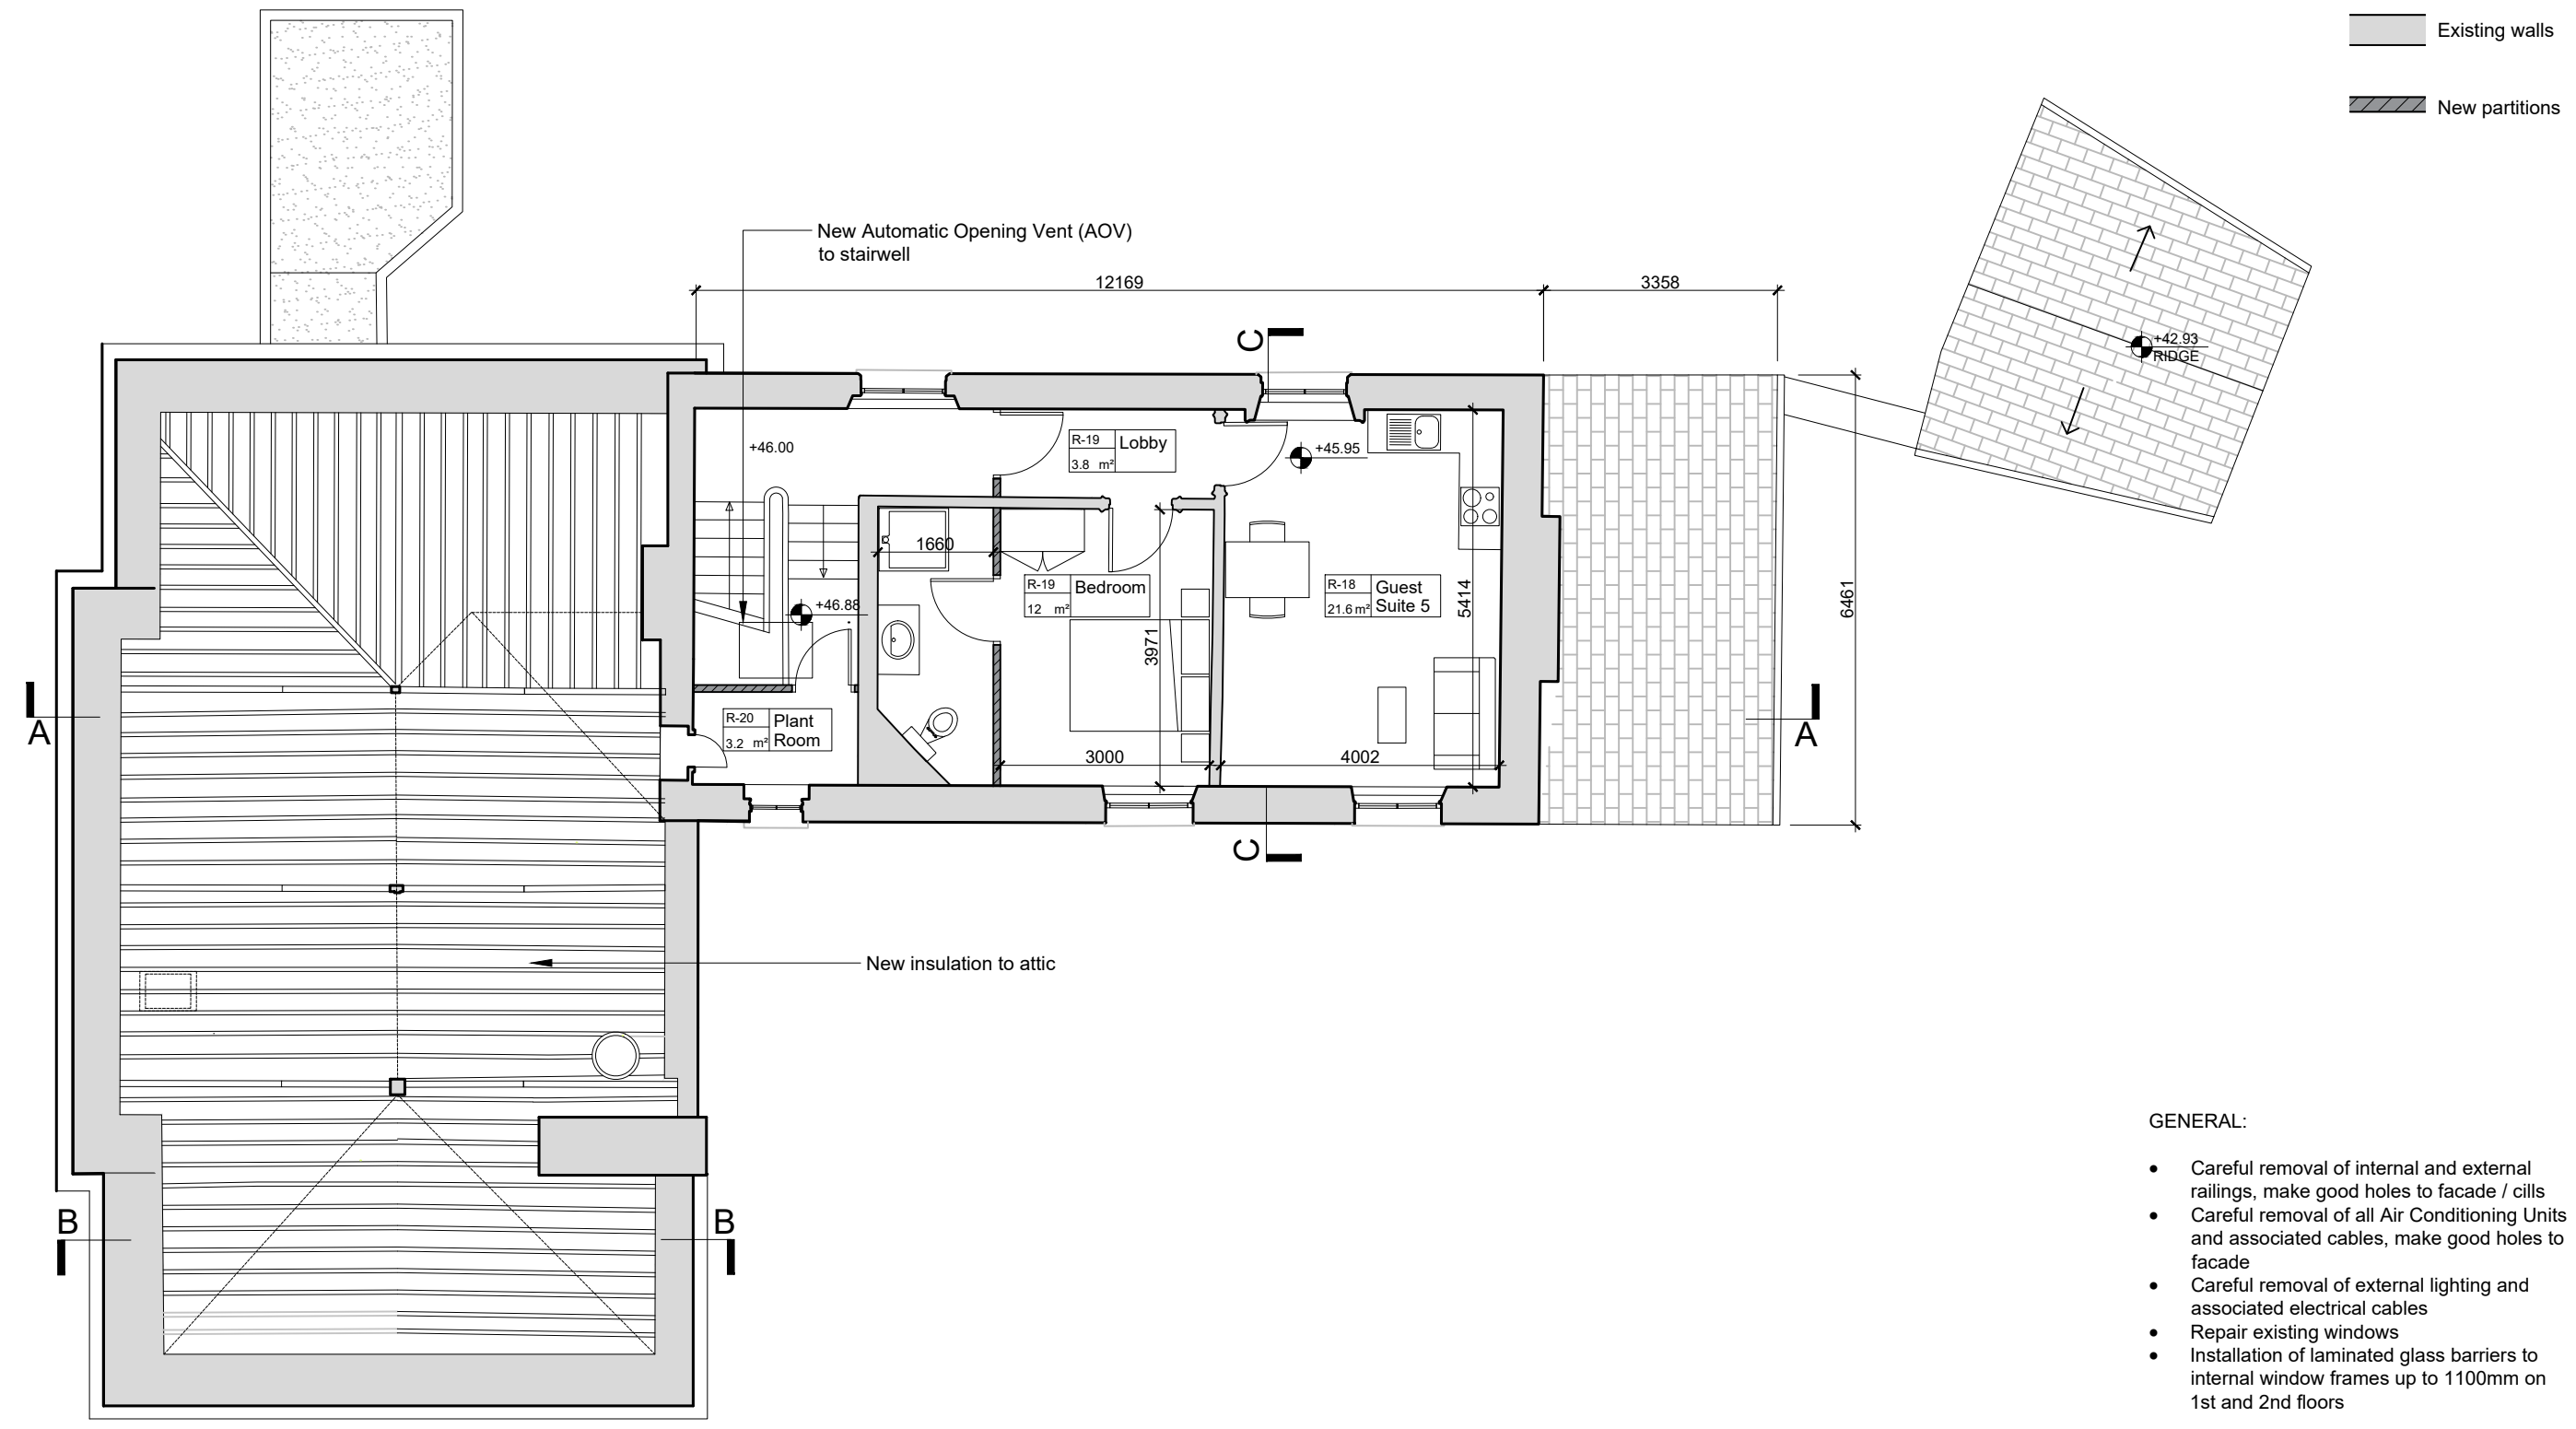 Existing walls
New partitions
New Automatic Opening Vent (AOV)
to stairwell
12169
3358
C
+42.93
RIDGE
R-19
3.8 m²
Lobby
+46.00
+45.95
1660
R-19
12 m²
Bedroom
R-18
21.6 m²
Guest
Suite 5
5414
6461
+46.88
3971
A
R-20
3.2 m²
Plant
Room
A
3000
4002
C
New insulation to attic
B
B
GENERAL:
• Careful removal of internal and external
railings, make good holes to facade / cills
• Careful removal of all Air Conditioning Units
and associated cables, make good holes to
facade
• Careful removal of external lighting and
associated electrical cables
• Repair existing windows
• Installation of laminated glass barriers to
internal window frames up to 1100mm on
1st and 2nd floors